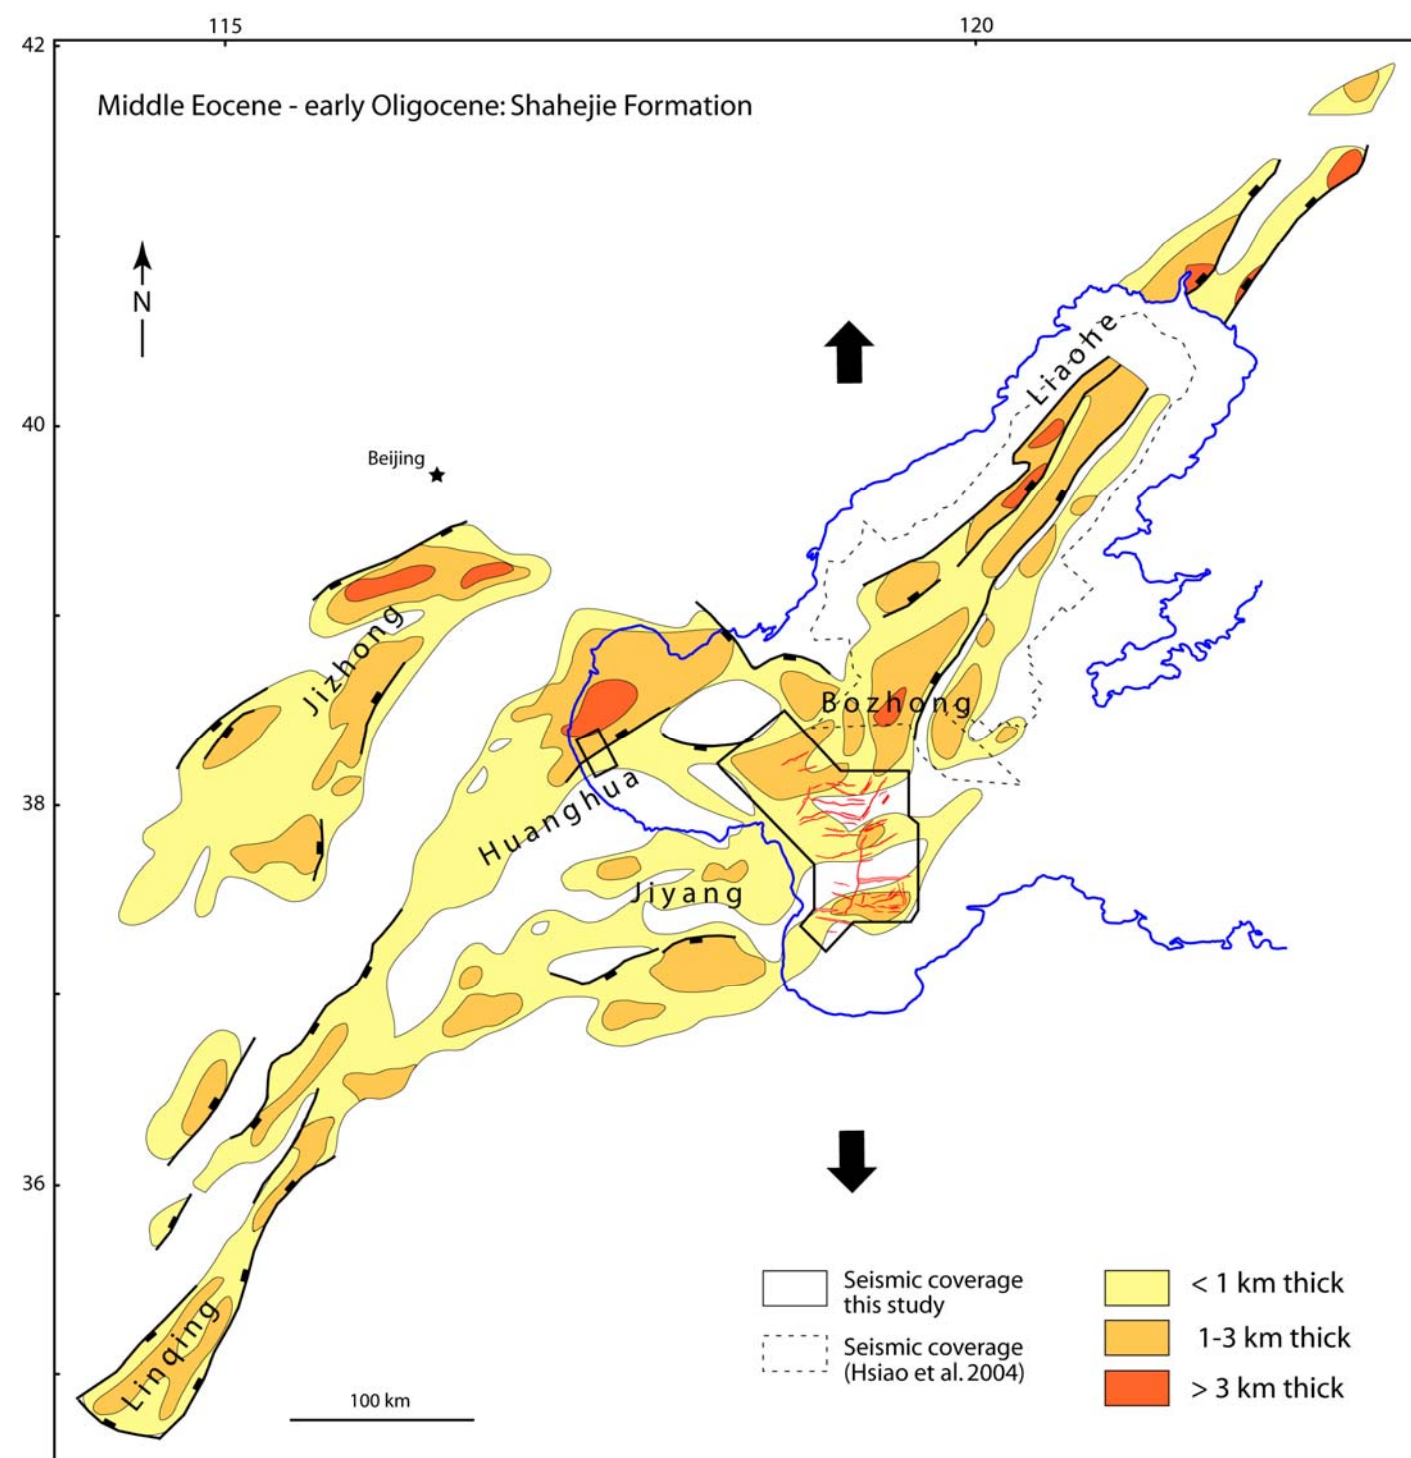 115
120
42
Middle Eocene - early Oligocene: Shahejie Formation
N
Liaohe
40
Beijing
Jizhong
Bozhong
38
Huanghua
Jiyang
36
Linqing
100 km
Seismic coverage
this study
Seismic coverage
(Hsiao et al. 2004)
< 1 km thick
1-3 km thick
> 3 km thick